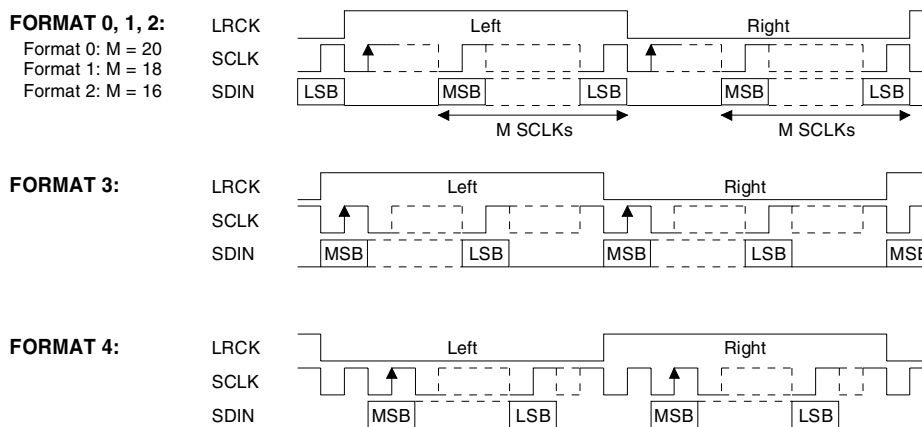 FORMAT 0, 1, 2:
Format 0: M = 20
Format 1: M = 18
Format 2: M = 16
LRCK Left Right
SCLK
SDIN LSB MSB LSB MSB LSB
M SCLKs M SCLKs
FORMAT 3:
LRCK Left Right
SCLK
SDIN MSB LSB MSB LSB MSB
FORMAT 4:
LRCK Left Right
SCLK
SDIN MSB LSB MSB LSB